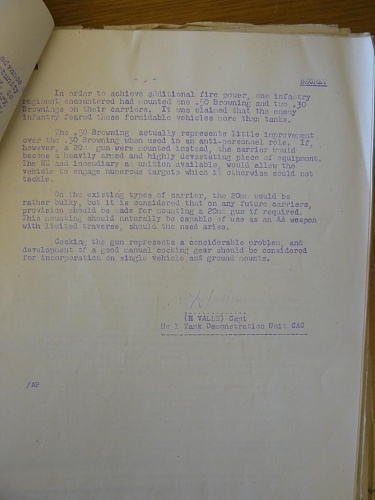 SECRET
In order to achieve additional fire power, one infantry
regional encountered had mounted one .50 Browning and two .30
Brownings on their carriers. It was claimed that the enemy
infantry feared these formidable vehicles more than tanks.
The .50 Browning actually represents little improvement
over the .30 Browning when used in an anti-personnel role. If,
however, a 20 gun were mounted instead, the carrier would
become a heavily armed and highly devastating piece of equipment.
The HE and incendiary available, would allow the
vehicle to engage numerous targets which it otherwise could not
tackle.
On the existing types of carrier, the 20mm would be
rather bulky, but it is considered that on any future carriers,
provision should be made for mounting a 20mm gun if required.
This mounting should naturally be capable of use as an AA weapon
with limited traverse, should the need arise.
Cocking the gun represents a considerable problem, and
development of a good manual cocking gear should be considered
for incorporation on single vehicle and ground mounts.
(E VALLE) Capt
No 1 Tank Demonstration Unit CAC
/AP